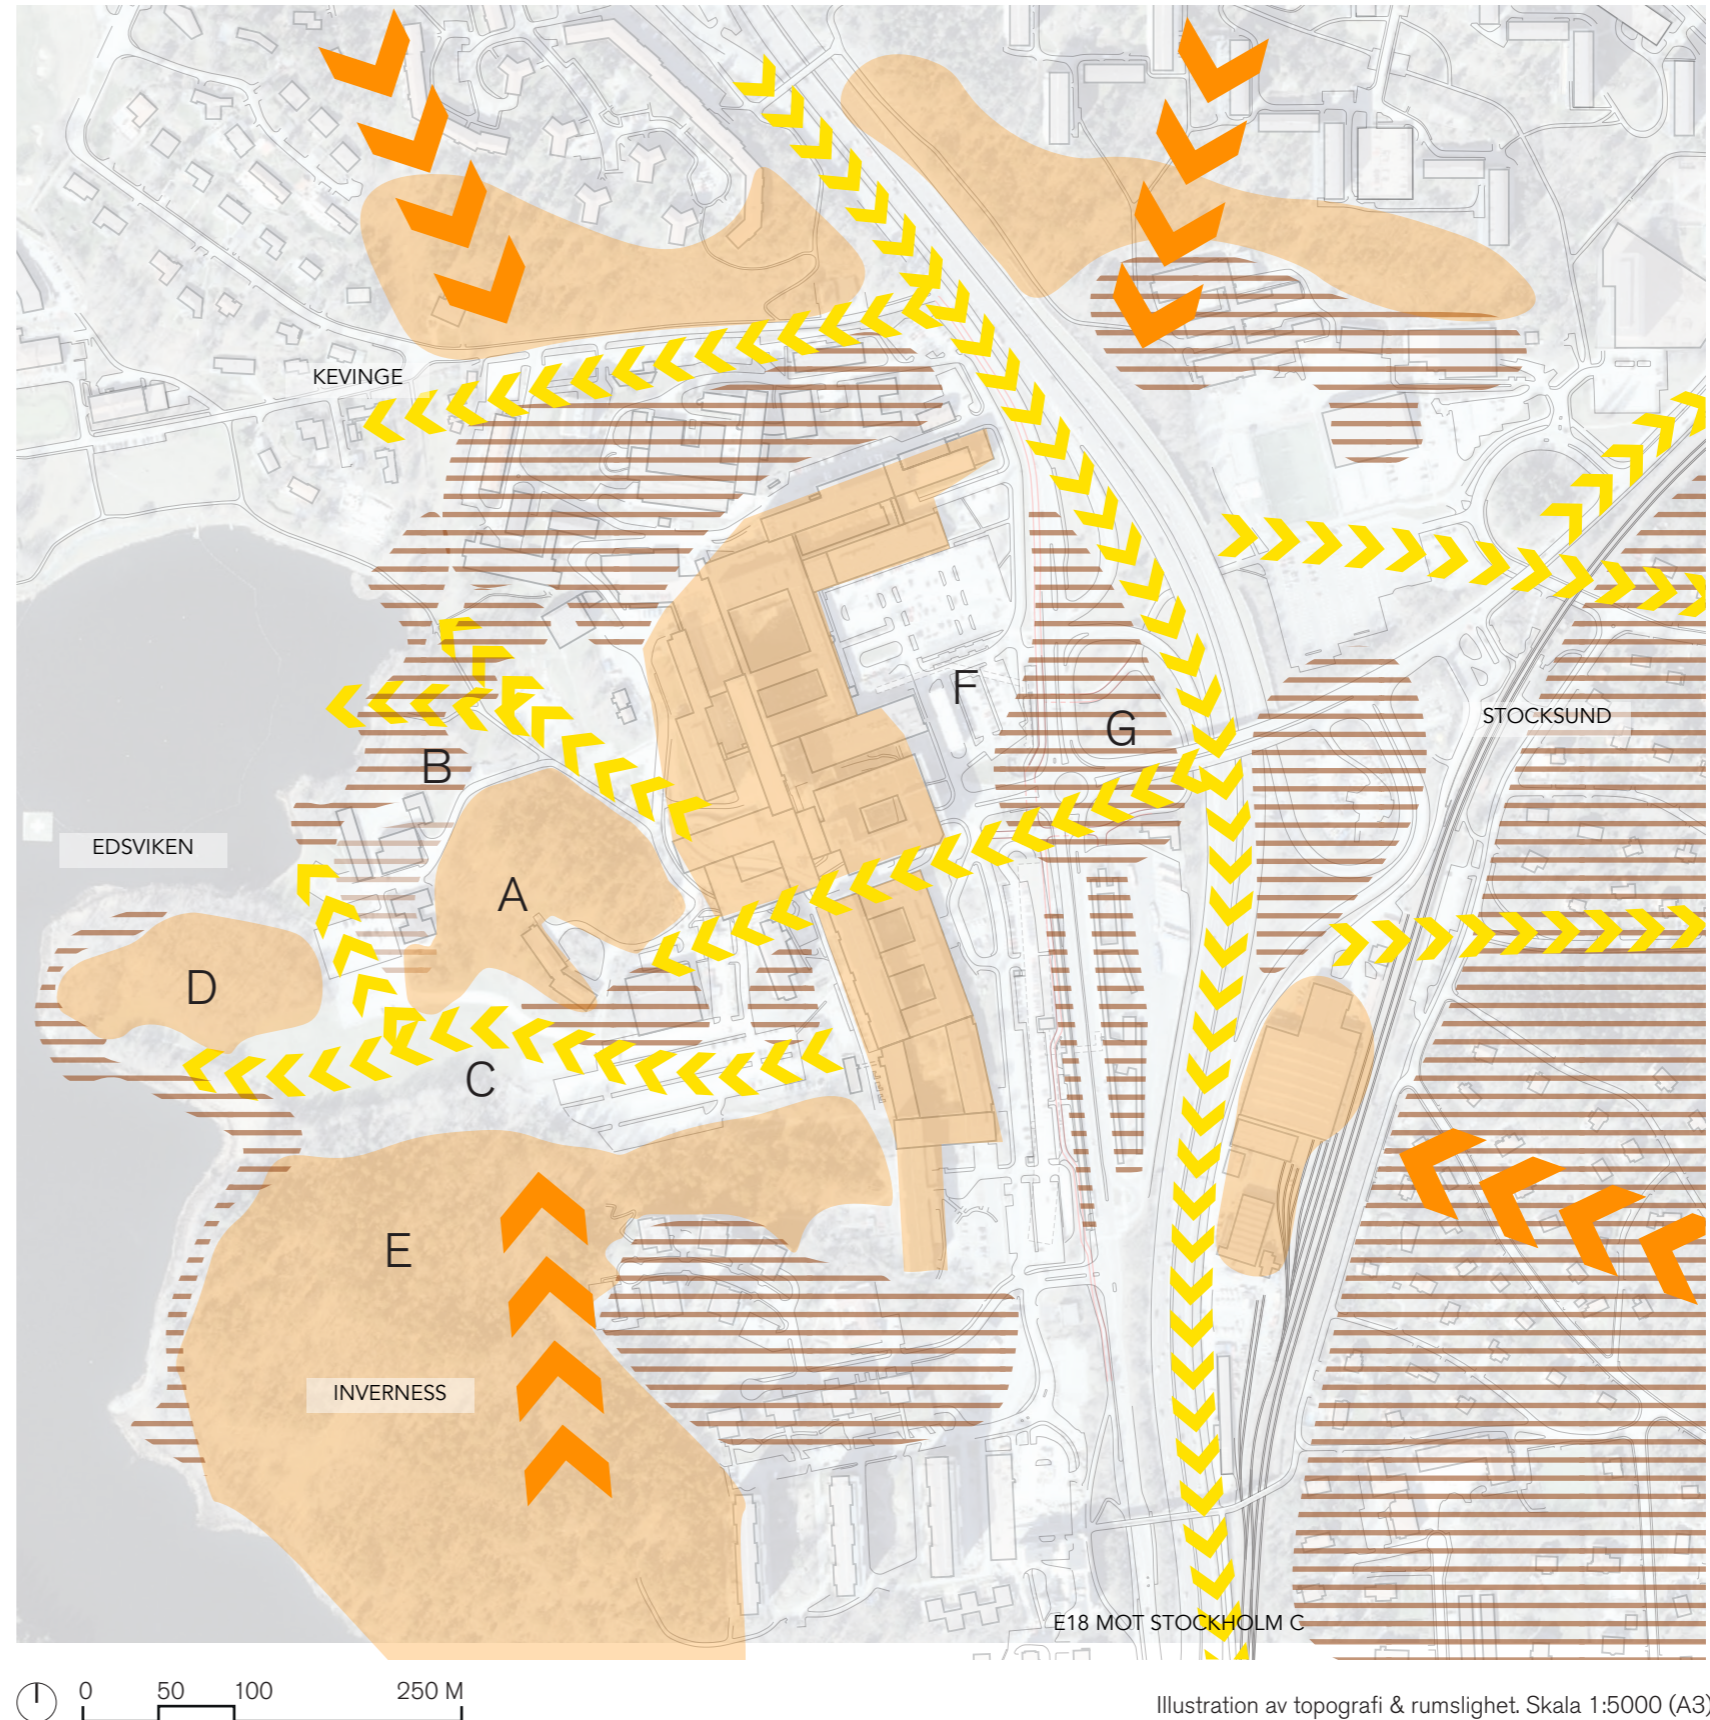 KEVINGE
F
STOCKSUND
G
B
EDSVIKEN
A
D
C
E
INVERNESS
E18 MOT STOCKHOLM C
0 50 100 250 M
Illustration av topografi & rumslighet. Skala 1:5000 (A3)